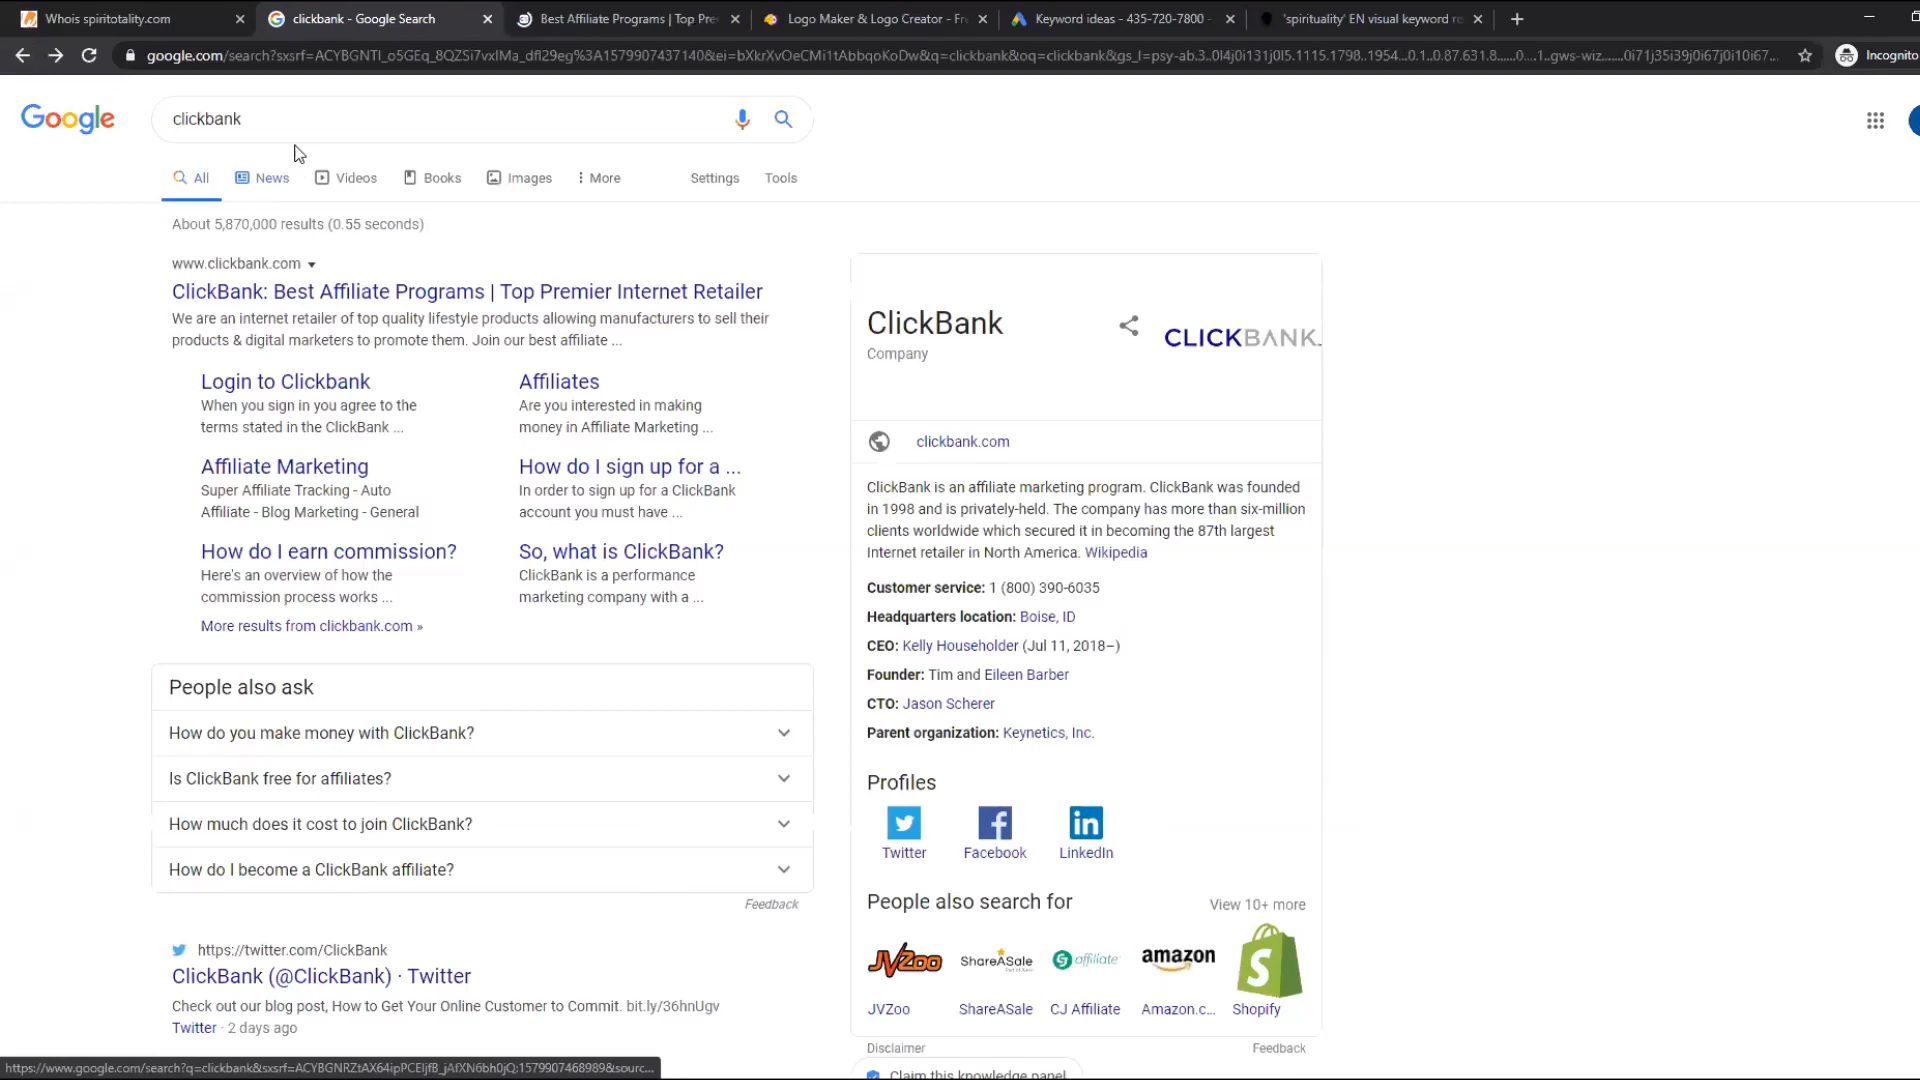 Whois spiritotality.com
clickbank - Google Search
Best Affiliate Programs | Top Pre
Logo Maker & Logo Creator - Fr
Keyword ideas - 435-720-7800 -
'spirituality' EN visual keyword re
Incognito
Google
clickbank
All
News
Videos
Books
Images
More
Settings
Tools
About 5,870,000 results (0.55 seconds)
www.clickbank.com
ClickBank: Best Affiliate Programs | Top Premier Internet Retailer
We are an internet retailer of top quality lifestyle products allowing manufacturers to sell their
products & digital marketers to promote them. Join our best affiliate ...
Login to Clickbank
When you sign in you agree to the
terms stated in the ClickBank ...
Affiliates
Are you interested in making
money in Affiliate Marketing ...
Affiliate Marketing
Super Affiliate Tracking - Auto
Affiliate - Blog Marketing - General
How do I sign up for a ...
In order to sign up for a ClickBank
account you must have ...
How do I earn commission?
Here's an overview of how the
commission process works ...
So, what is ClickBank?
ClickBank is a performance
marketing company with a ...
More results from clickbank.com »
People also ask
How do you make money with ClickBank?
Is ClickBank free for affiliates?
How much does it cost to join ClickBank?
How do I become a ClickBank affiliate?
Feedback
https://twitter.com/ClickBank
ClickBank (@ClickBank) · Twitter
Check out our blog post, How to Get Your Online Customer to Commit. bit.ly/36hnUgv
Twitter · 2 days ago
ClickBank
Company
CLICKBANK.
clickbank.com
ClickBank is an affiliate marketing program. ClickBank was founded
in 1998 and is privately-held. The company has more than six-million
clients worldwide which secured it in becoming the 87th largest
Internet retailer in North America. Wikipedia
Customer service: 1 (800) 390-6035
Headquarters location: Boise, ID
CEO: Kelly Householder (Jul 11, 2018–)
Founder: Tim and Eileen Barber
CTO: Jason Scherer
Parent organization: Keynetics, Inc.
Profiles
Twitter
Facebook
LinkedIn
People also search for
View 10+ more
JVZoo
ShareASale
affiliate
amazon
JVZoo
ShareASale
CJ Affiliate
Amazon.c...
Shopify
Disclaimer
Feedback
Claim this knowledge panel